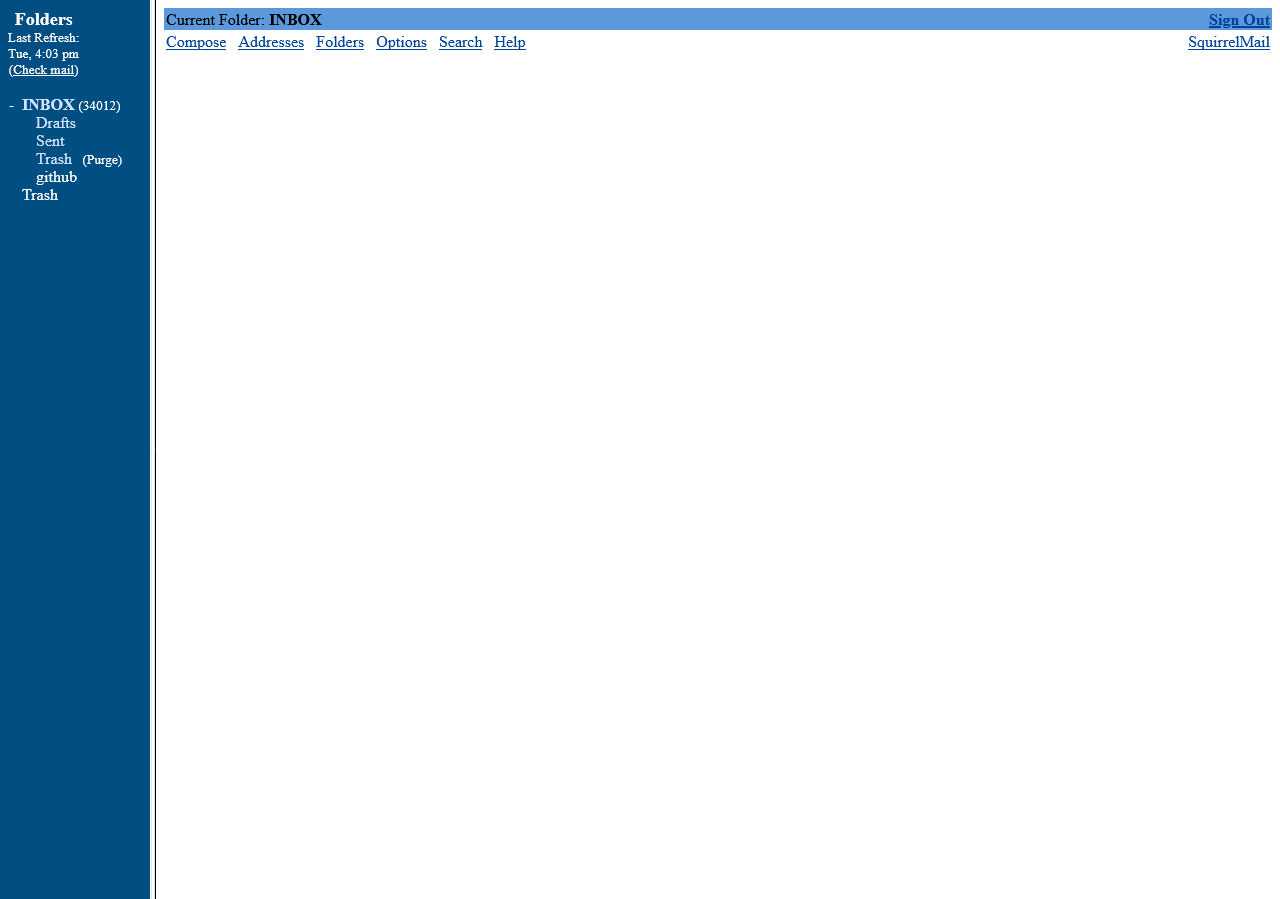 Folders
Last Refresh:
Tue, 4:03 pm
(Check mail)
- INBOX (34012)
Drafts
Sent
Trash (Purge)
github
Trash
Current Folder: INBOX Sign Out
Compose Addresses Folders Options Search Help SquirrelMail